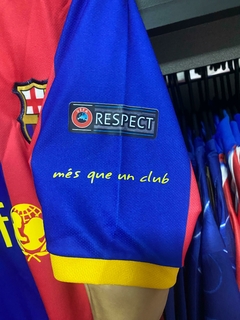 RESPECT
més que un club
f